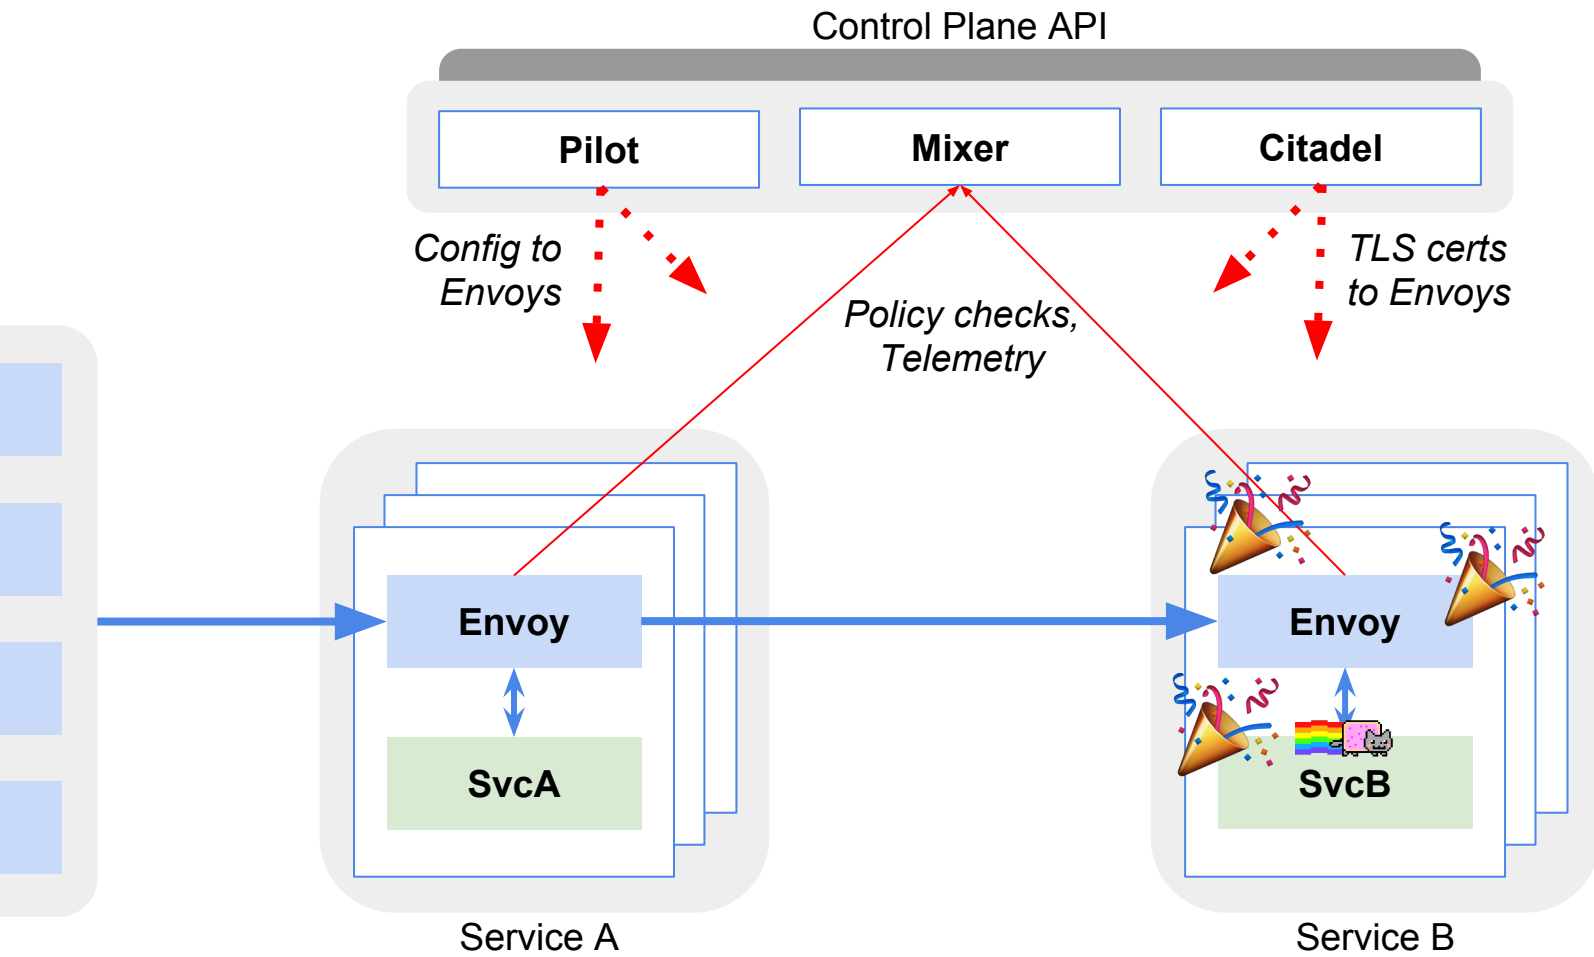 Control Plane API
Pilot
Mixer
Citadel
Config to
Envoys
Policy checks,
Telemetry
TLS certs
to Envoys
Envoy
Envoy
SvcA
SvcB
Service A
Service B